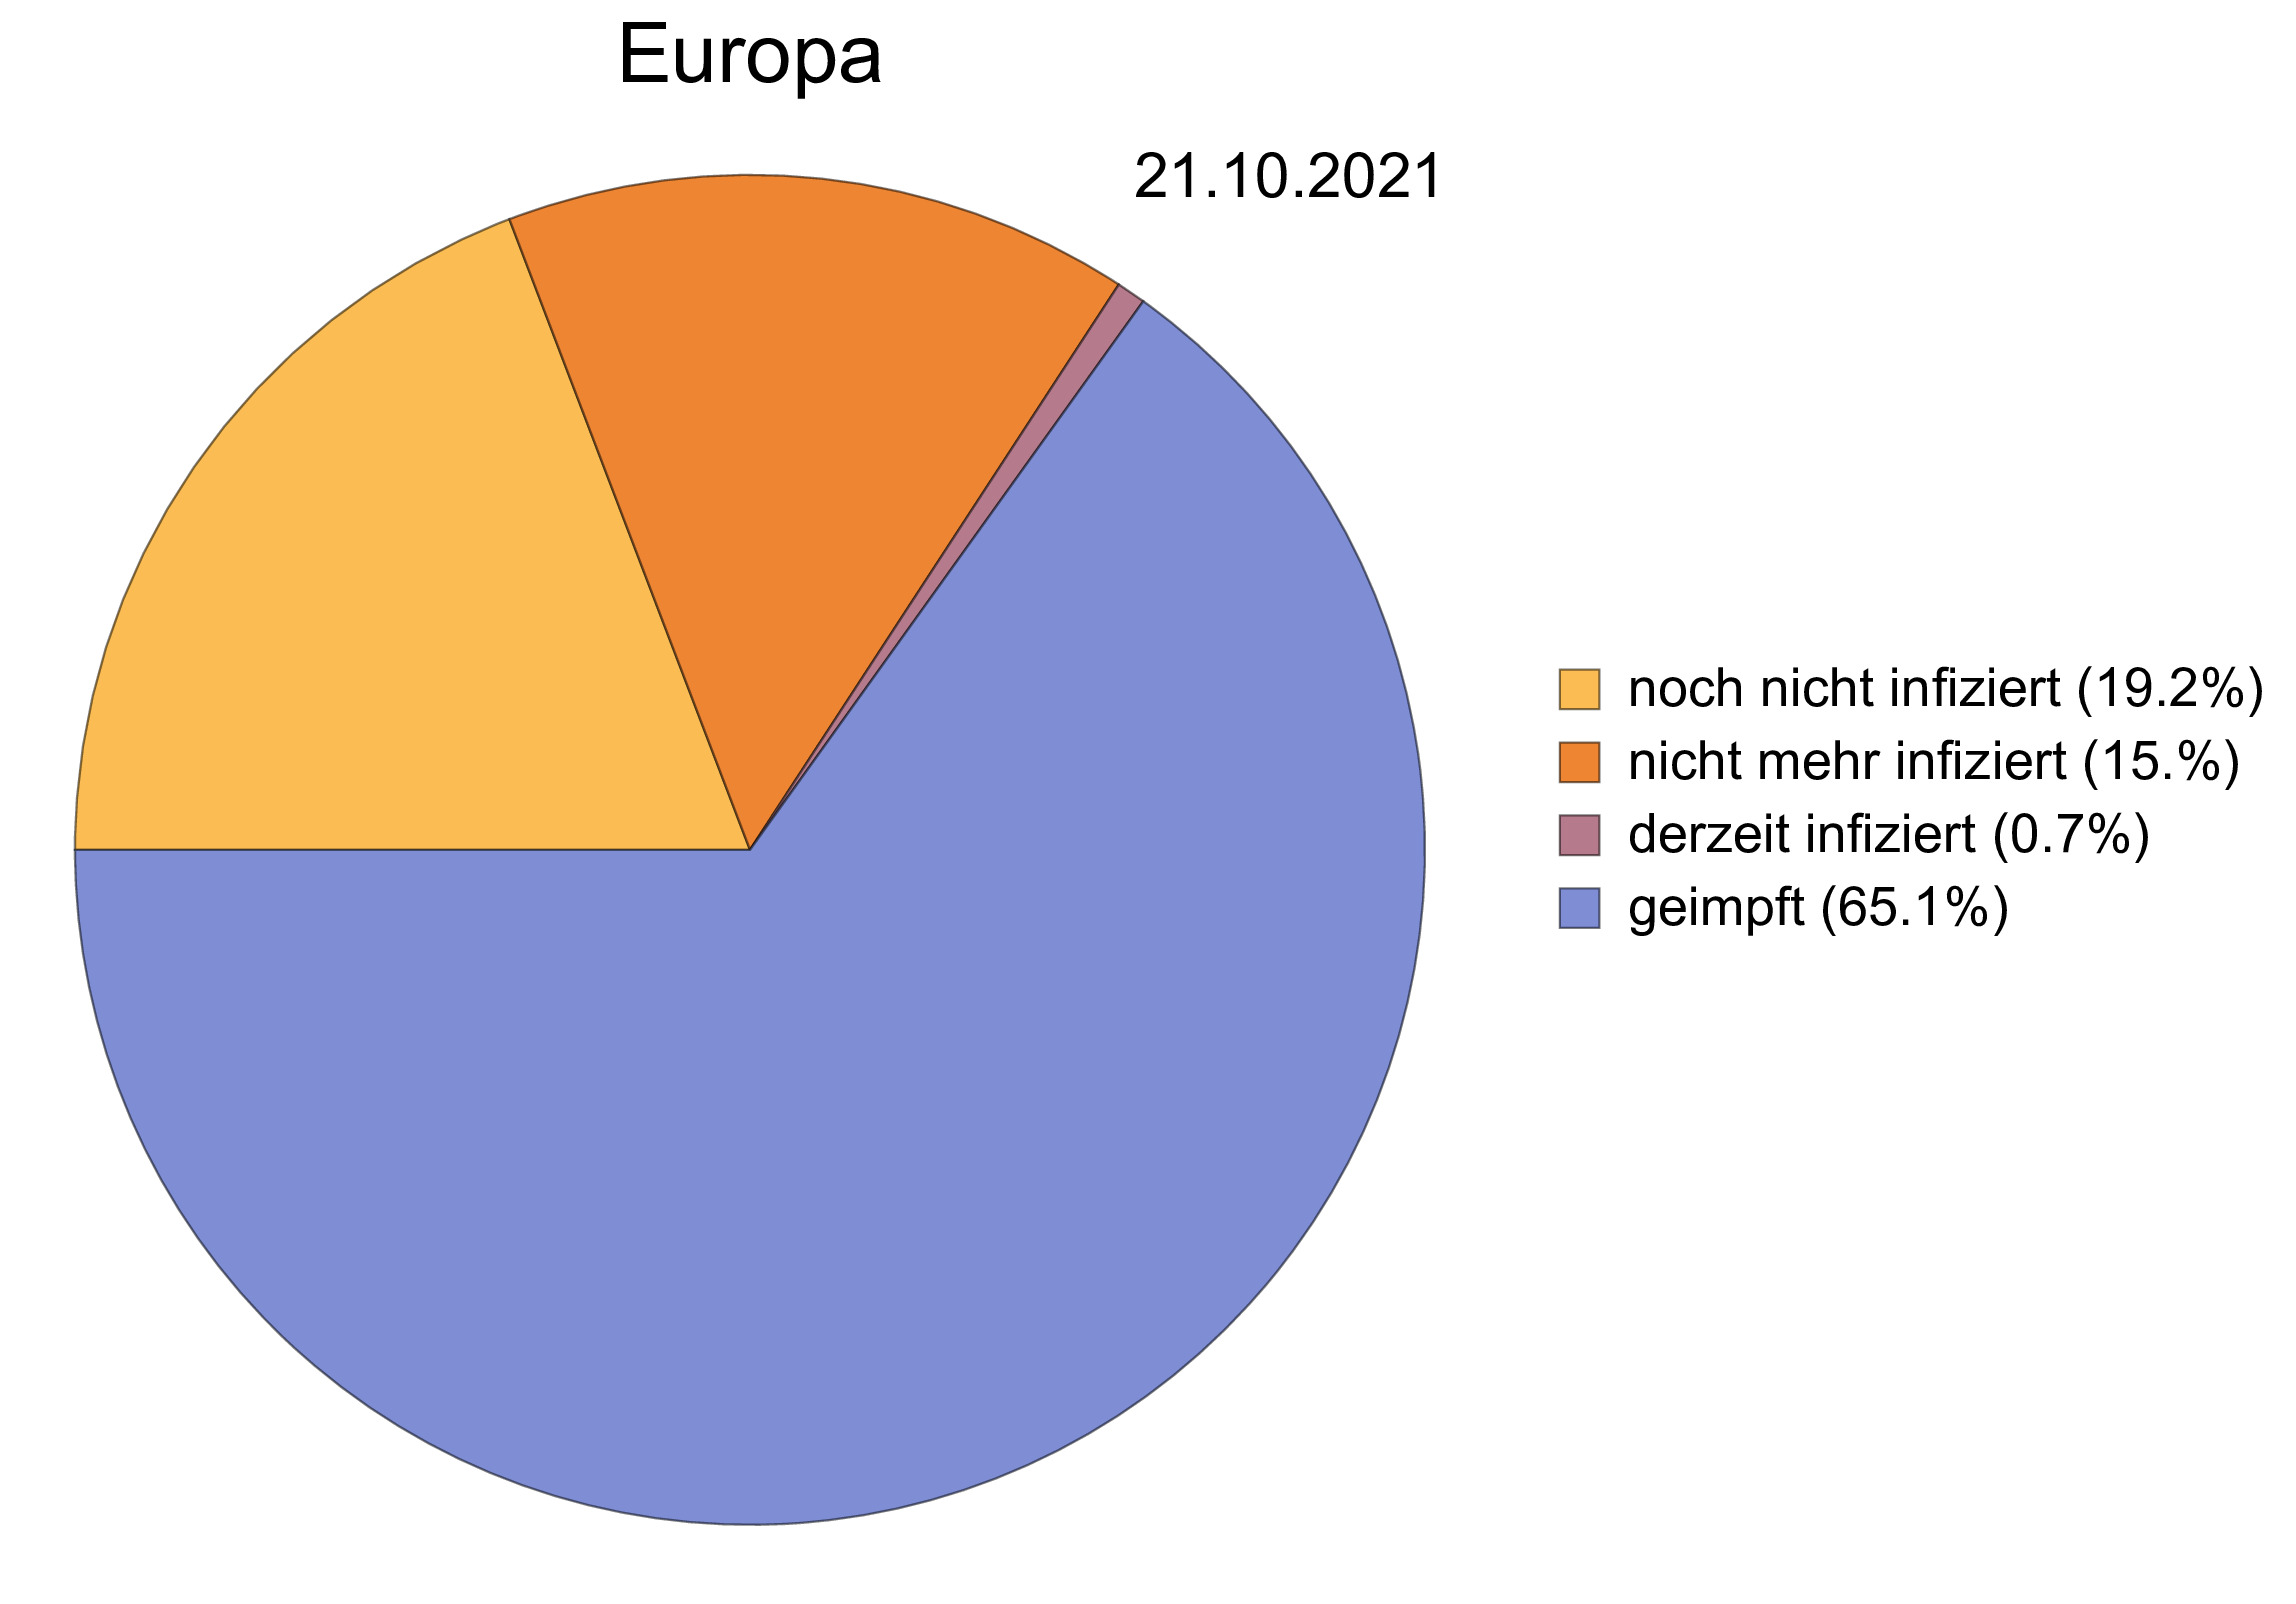 Europa
21.10.2021
noch nicht infiziert (19.2%)
nicht mehr infiziert (15.%)
derzeit infiziert (0.7%)
geimpft (65.1%)